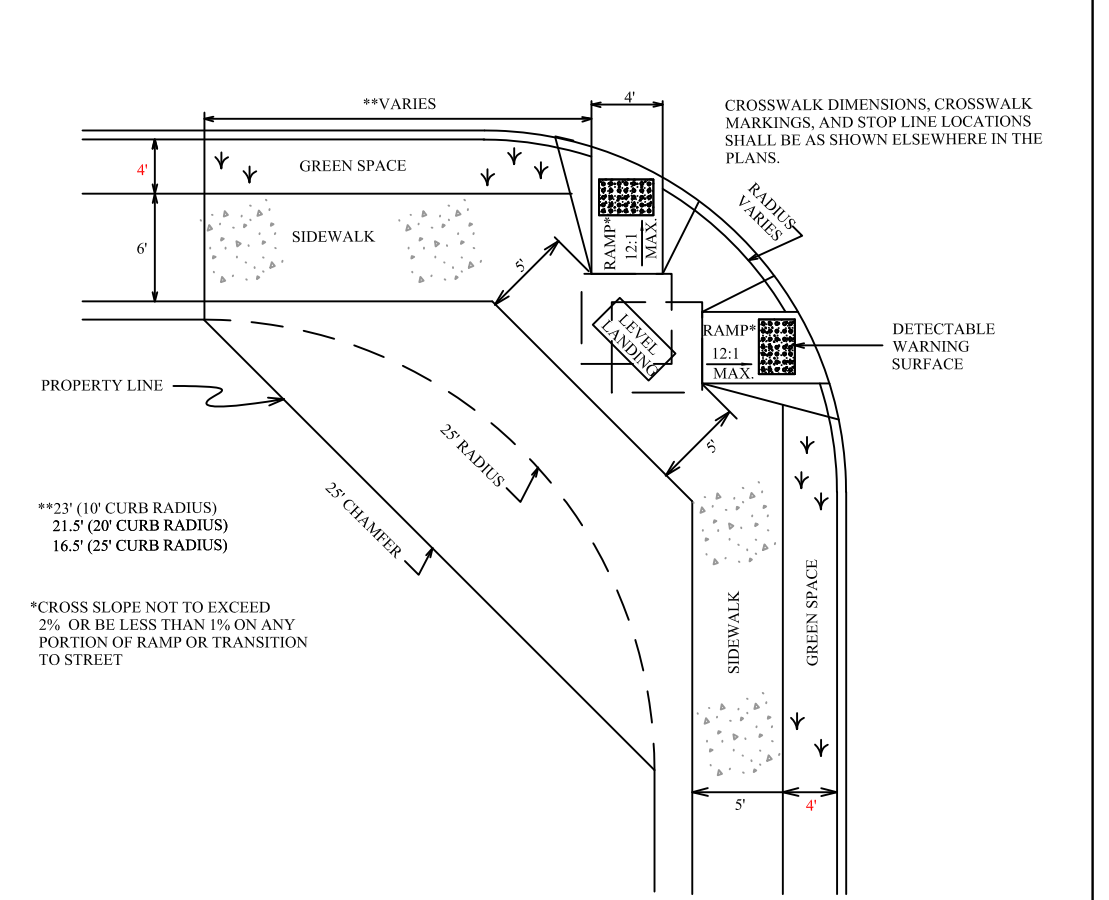 **VARIES
4'
CROSSWALK DIMENSIONS, CROSSWALK
MARKINGS, AND STOP LINE LOCATIONS
SHALL BE AS SHOWN ELSEWHERE IN THE
PLANS.
4'
GREEN SPACE
RADIUS
VARIES
6'
SIDEWALK
RAMP*
12:1
MAX.
5'
LEVEL
LANDING
RAMP*
12:1
MAX.
DETECTABLE
WARNING
SURFACE
PROPERTY LINE
5'
25' RADIUS
25' CHAMFER
**23' (10' CURB RADIUS)
21.5' (20' CURB RADIUS)
16.5' (25' CURB RADIUS)
*CROSS SLOPE NOT TO EXCEED
2% OR BE LESS THAN 1% ON ANY
PORTION OF RAMP OR TRANSITION
TO STREET
SIDEWALK
GREEN SPACE
5'
4'